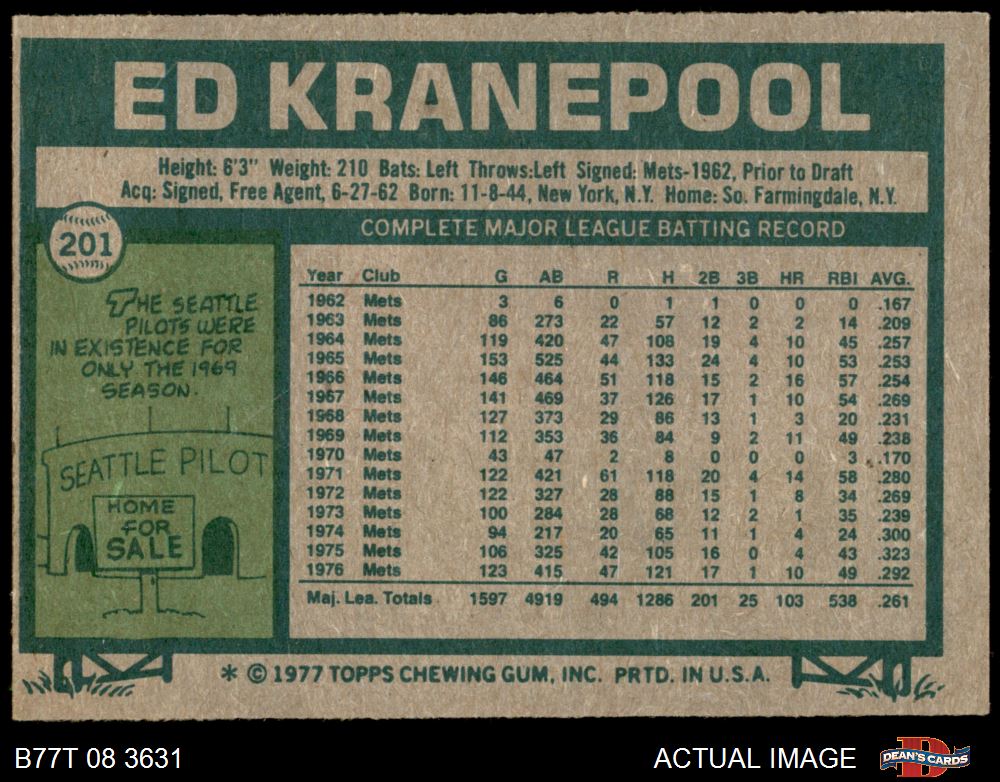 ED KRANEPOOL
Height: 6'3" Weight: 210 Bats: Left Throws:Left Signed: Mets-1962, Prior to Draft
Acq: Signed, Free Agent, 6-27-62 Born: 11-8-44, New York, N.Y. Home: So. Farmingdale, N.Y.
201
COMPLETE MAJOR LEAGUE BATTING RECORD
THE SEATTLE
PILOTS WERE
IN EXISTENCE FOR
ONLY THE 1969
SEASON.
SEATTLE PILOT
HOME
FOR
SALE
Year Club G AB R H 2B 3B HR RBI AVG.
1962 Mets 3 6 0 1 1 0 0 0 .167
1963 Mets 86 273 22 57 12 2 2 14 .209
1964 Mets 119 420 47 108 19 4 10 45 .257
1965 Mets 153 525 44 133 24 4 10 53 .253
1966 Mets 146 464 51 118 15 2 16 57 .254
1967 Mets 141 469 37 126 17 1 10 54 .269
1968 Mets 127 373 29 86 13 1 3 20 .231
1969 Mets 112 353 36 84 9 2 11 49 .238
1970 Mets 43 47 2 8 0 0 0 3 .170
1971 Mets 122 421 61 118 20 4 14 58 .280
1972 Mets 122 327 28 88 15 1 8 34 .269
1973 Mets 100 284 28 68 12 2 1 35 .239
1974 Mets 94 217 20 65 11 1 4 24 .300
1975 Mets 106 325 42 105 16 0 4 43 .323
1976 Mets 123 415 47 121 17 1 10 49 .292
Maj. Lea. Totals 1597 4919 494 1286 201 25 103 538 .261
* © 1977 TOPPS CHEWING GUM, INC. PRTD. IN U.S.A.
B77T 08 3631
ACTUAL IMAGE
D
DEAN'S CARDS